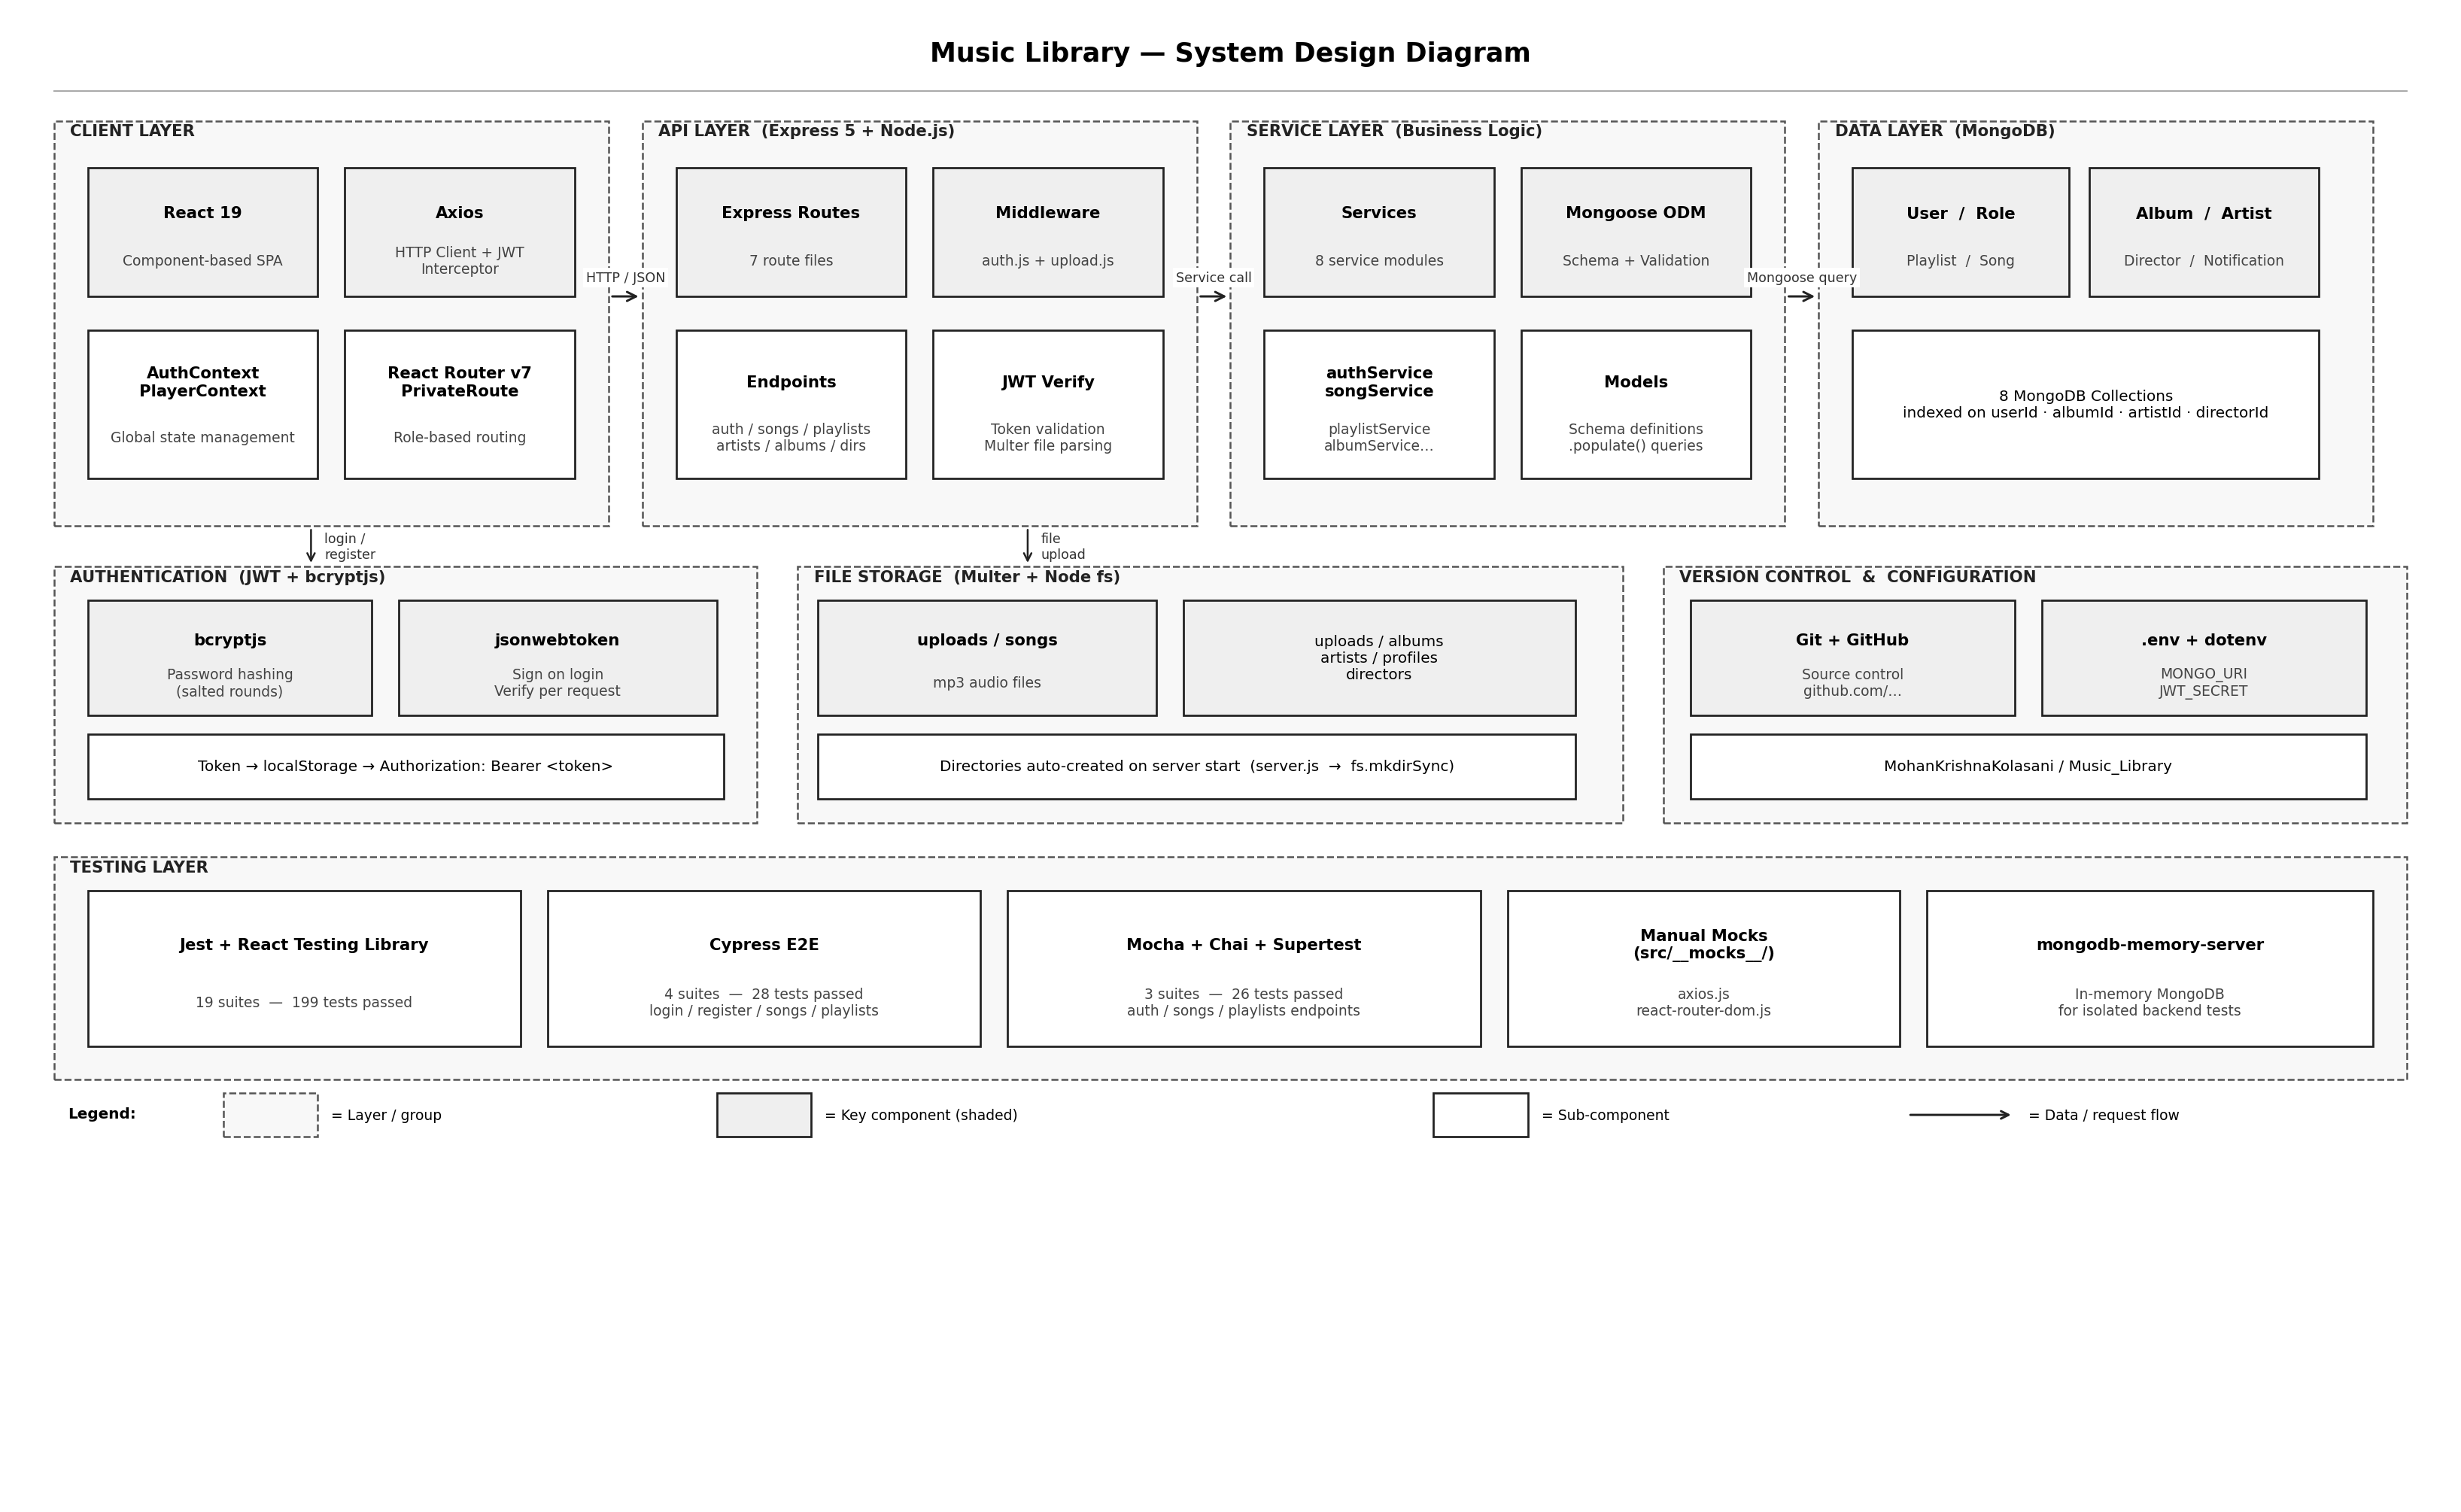 Music Library — System Design Diagram
CLIENT LAYER
React 19
Component-based SPA
Axios
HTTP Client + JWT
Interceptor
AuthContext
PlayerContext
Global state management
React Router v7
PrivateRoute
Role-based routing
HTTP / JSON
API LAYER  (Express 5 + Node.js)
Express Routes
7 route files
Middleware
auth.js + upload.js
Endpoints
auth / songs / playlists
artists / albums / dirs
JWT Verify
Token validation
Multer file parsing
Service call
SERVICE LAYER  (Business Logic)
Services
8 service modules
Mongoose ODM
Schema + Validation
authService
songService
playlistService
albumService...
Models
Schema definitions
.populate() queries
Mongoose query
DATA LAYER  (MongoDB)
User  /  Role
Playlist  /  Song
Album  /  Artist
Director  /  Notification
8 MongoDB Collections
indexed on userId · albumId · artistId · directorId
login /
register
file
upload
AUTHENTICATION  (JWT + bcryptjs)
bcryptjs
Password hashing
(salted rounds)
jsonwebtoken
Sign on login
Verify per request
Token → localStorage → Authorization: Bearer <token>
FILE STORAGE  (Multer + Node fs)
uploads / songs
mp3 audio files
uploads / albums
artists / profiles
directors
Directories auto-created on server start  (server.js  →  fs.mkdirSync)
VERSION CONTROL  &  CONFIGURATION
Git + GitHub
Source control
github.com/...
.env + dotenv
MONGO_URI
JWT_SECRET
MohanKrishnaKolasani / Music_Library
TESTING LAYER
Jest + React Testing Library
19 suites  —  199 tests passed
Cypress E2E
4 suites  —  28 tests passed
login / register / songs / playlists
Mocha + Chai + Supertest
3 suites  —  26 tests passed
auth / songs / playlists endpoints
Manual Mocks
(src/__mocks__/)
axios.js
react-router-dom.js
mongodb-memory-server
In-memory MongoDB
for isolated backend tests
Legend:
= Layer / group
= Key component (shaded)
= Sub-component
= Data / request flow